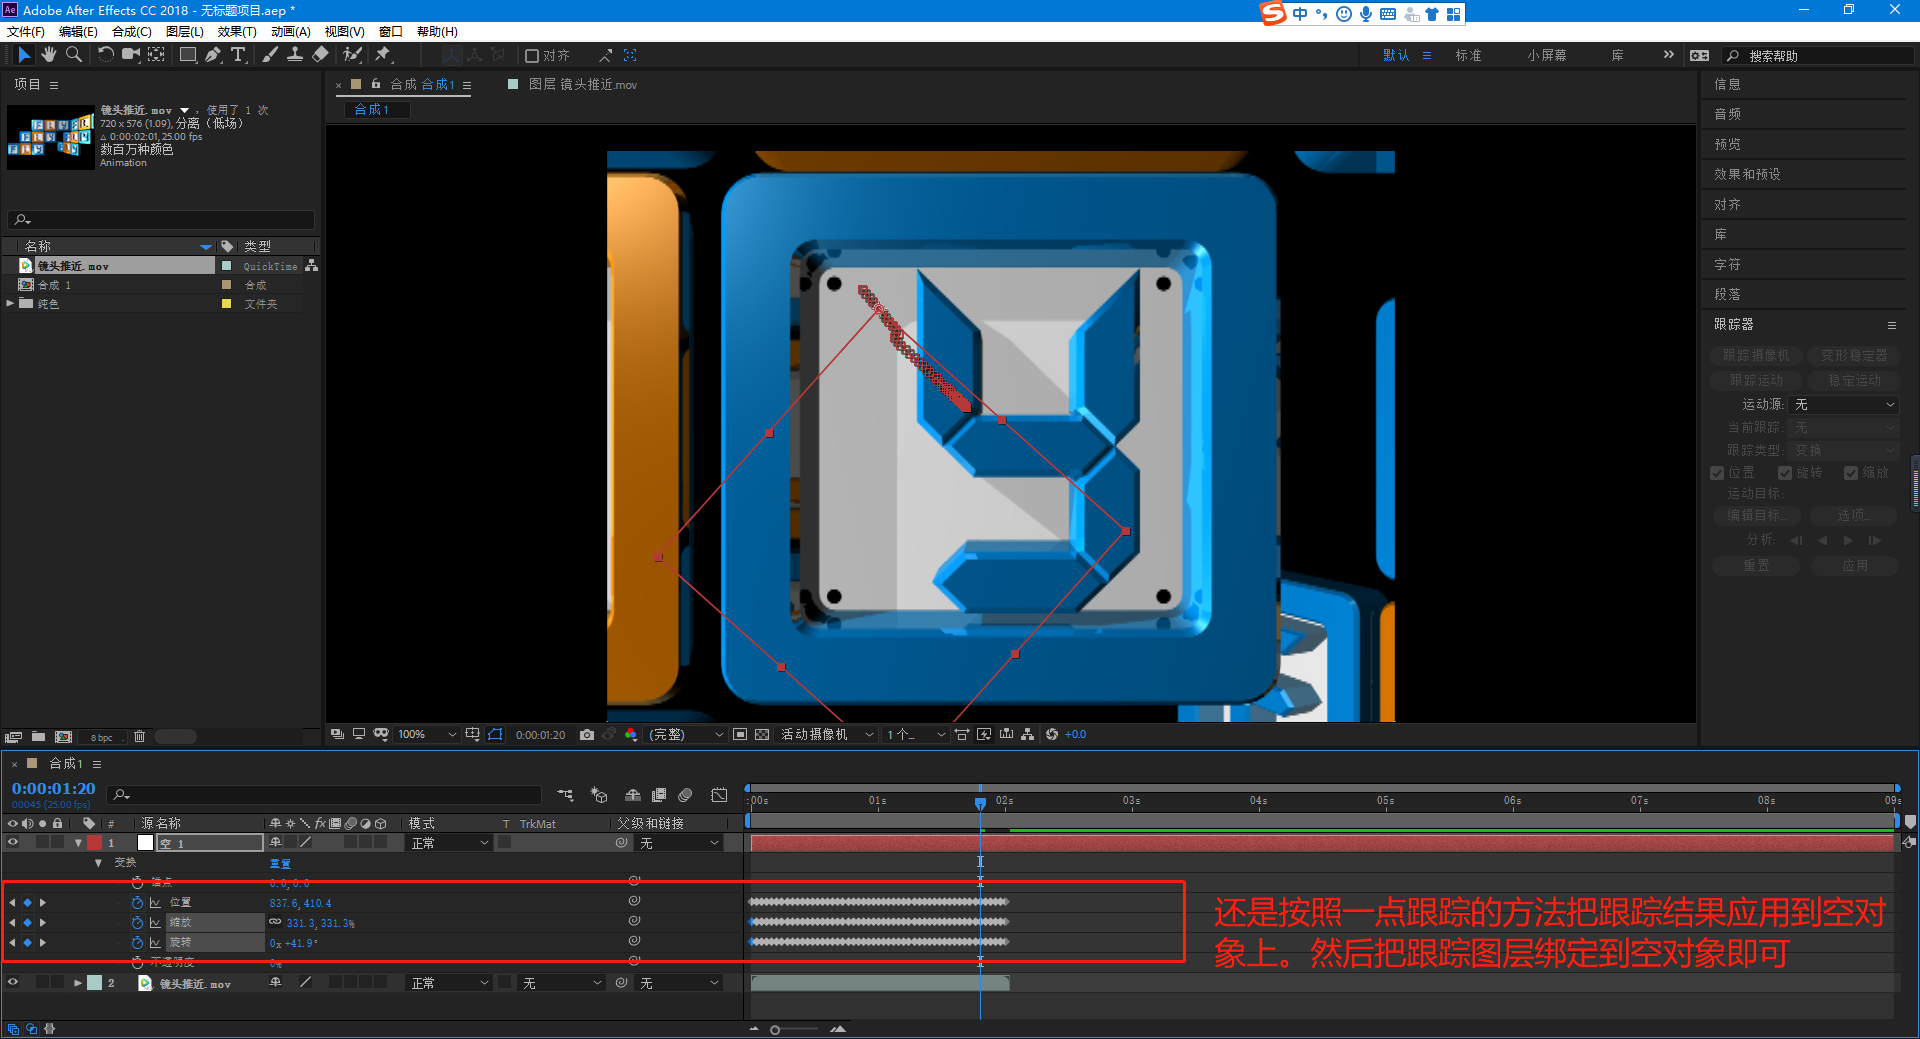 Ae Adobe After Effects CC 2018 - 无标题项目.aep *
中
文件(F) 编辑(E) 合成(C) 图层(L) 效果(T) 动画(A) 视图(V) 窗口 帮助(H)
对齐
默认 标准 小屏幕 库 搜索帮助
项目
镜头推近.mov ，使用了 1 次
720 x 576 (1.09), 分离（低场）
△ 0:00:02:01, 25.00 fps
数百万种颜色
Animation
名称 类型
镜头推近.mov QuickTime
合成 1 合成
纯色 文件夹
8 bpc
合成 合成1
图层 镜头推近.mov
合成1
100% 0:00:01:20 (完整) 活动摄像机 1个... +0.0
信息
音频
预览
效果和预设
对齐
库
字符
段落
跟踪器
跟踪摄像机 变形稳定器
跟踪运动 稳定运动
运动源: 无
当前跟踪: 无
跟踪类型: 变换
位置 旋转 缩放
运动目标:
编辑目标... 选项...
分析:
重置 应用
合成1
0:00:01:20
00045 (25.00 fps)
:00s 01s 02s 03s 04s 05s 06s 07s 08s 09s
# 源名称 fx 模式 T TrkMat 父级和链接
1 空 1 正常 无
变换 重置
锚点 0.0,0.0
位置 837.6,410.4
缩放 331.3,331.3%
旋转 0x+41.9°
不透明度 0%
2 镜头推近.mov 正常 无 无
还是按照一点跟踪的方法把跟踪结果应用到空对
象上。然后把跟踪图层绑定到空对象即可